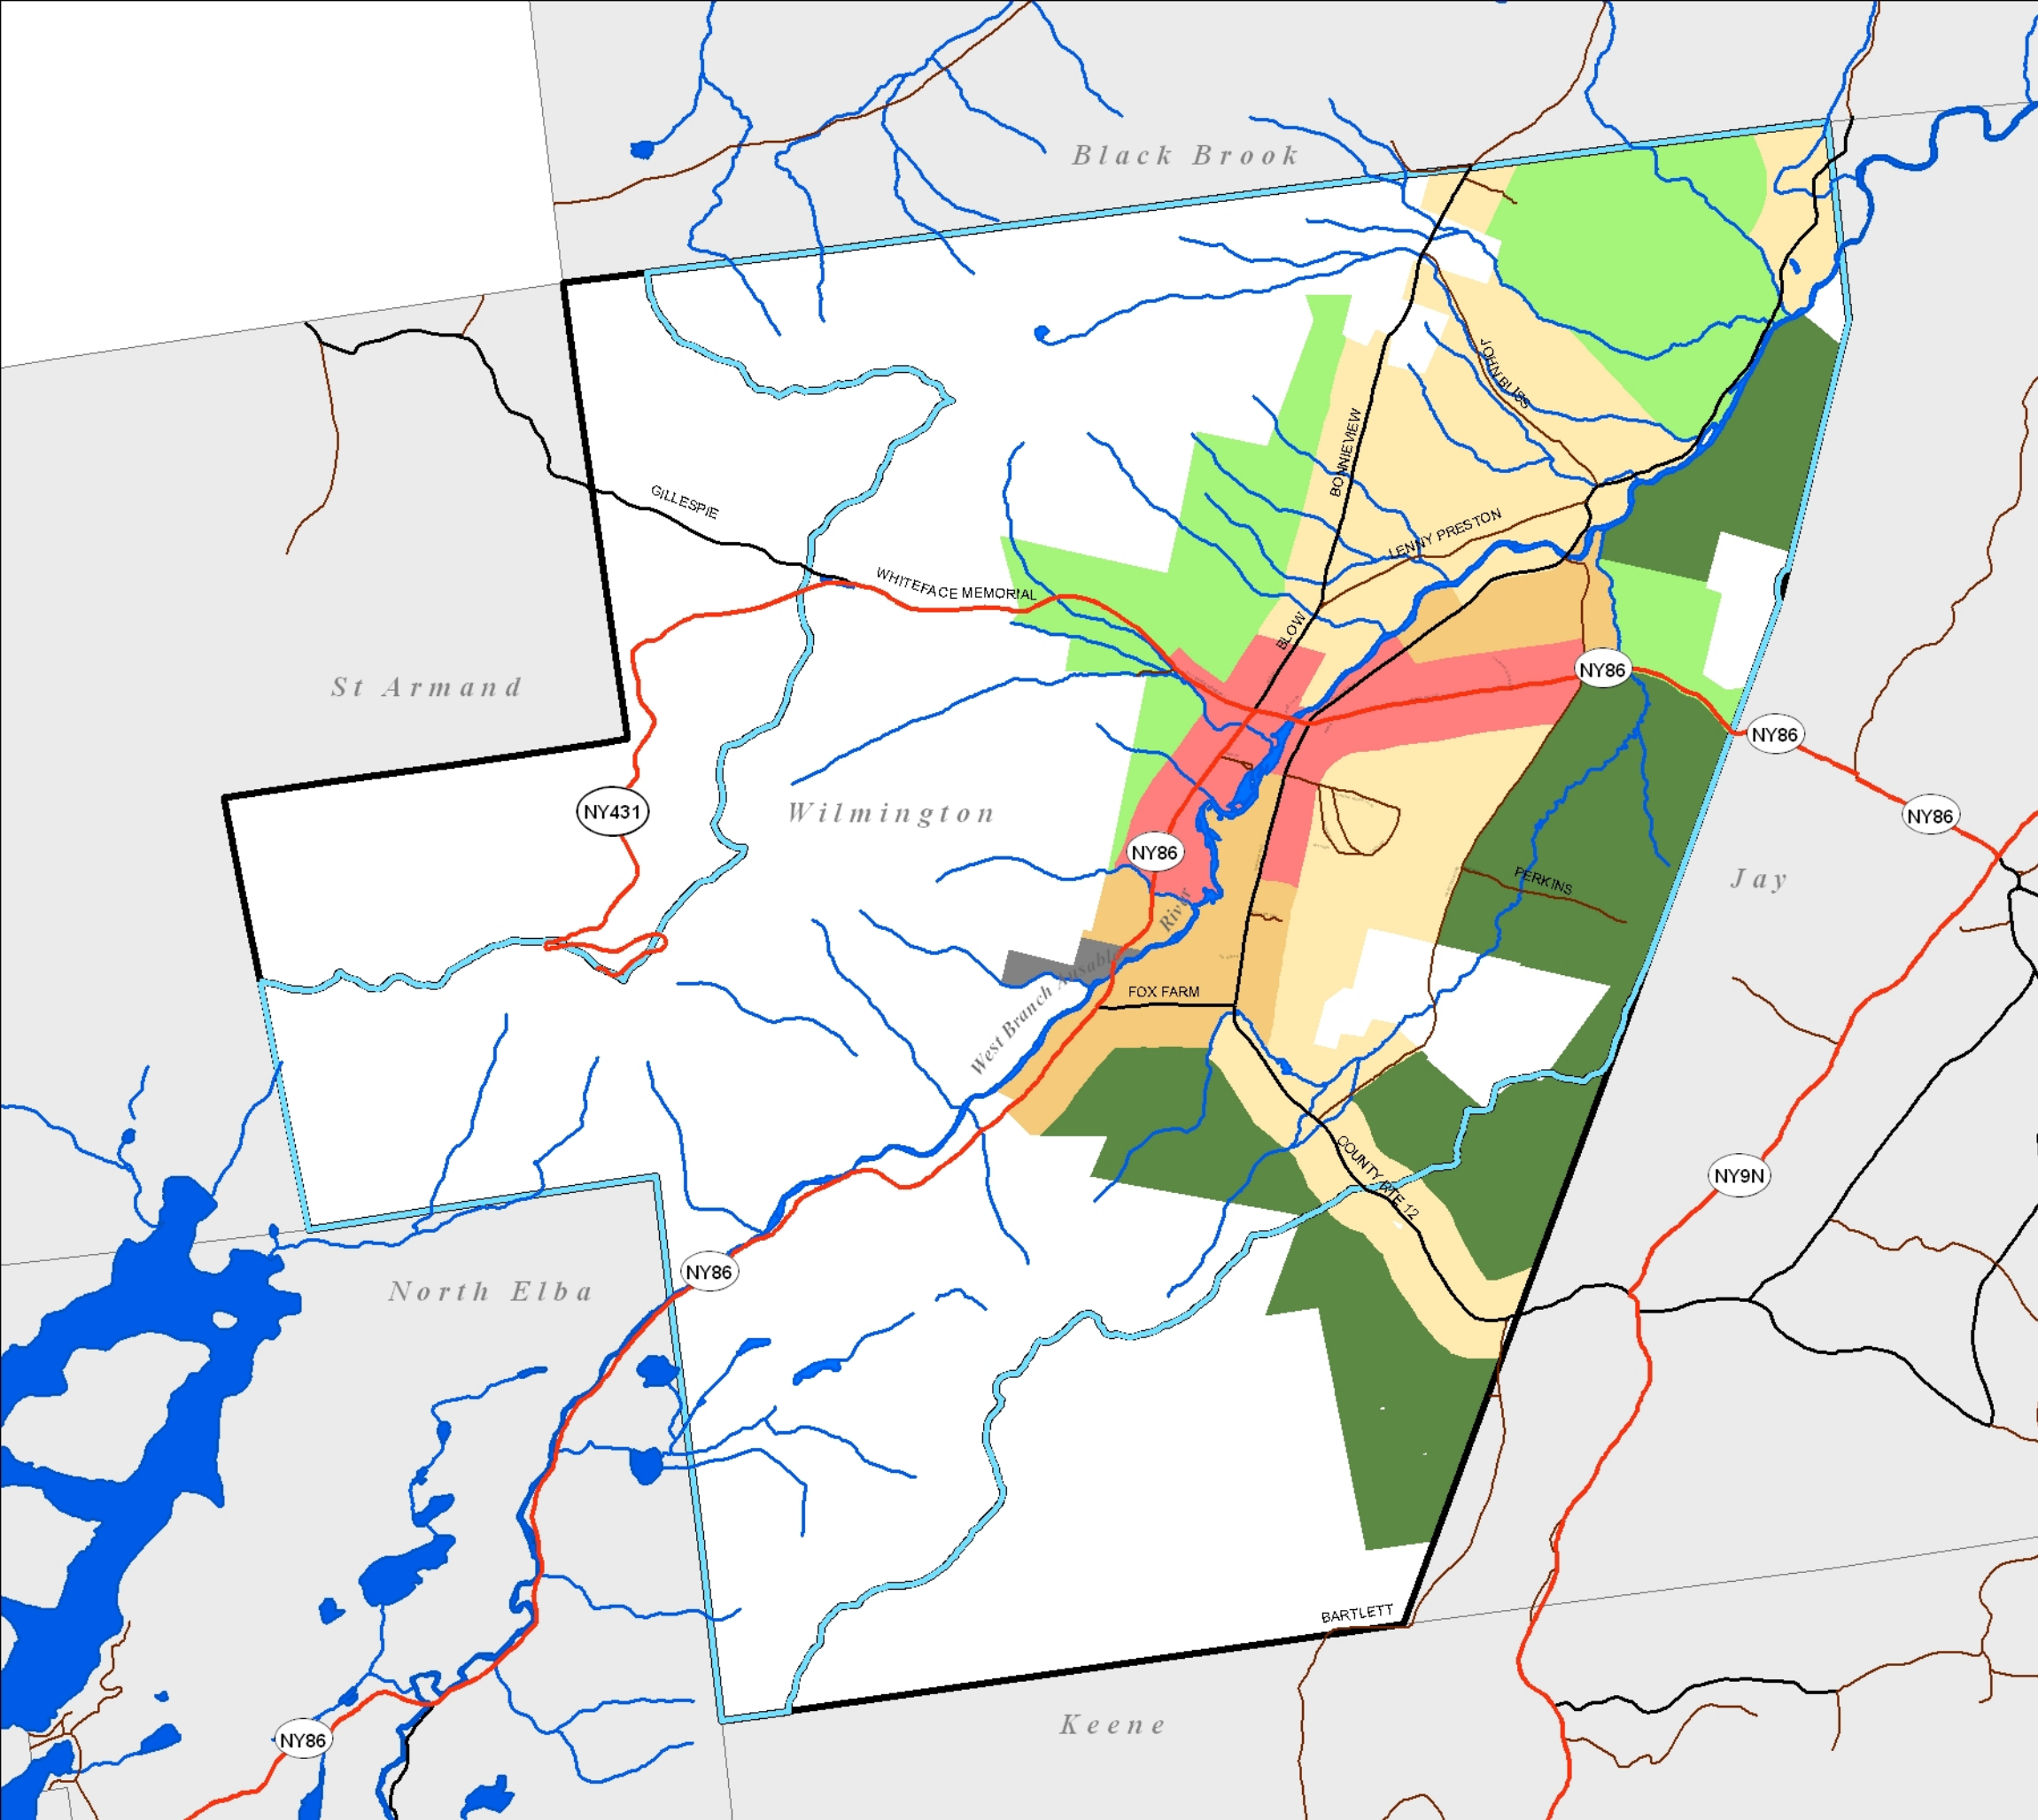 Black Brook
JOHN BLISS
BONNIEVIEW
GILLESPIE
LENNY PRESTON
WHITEFACE MEMORIAL
BLOW
St Armand
NY86
NY86
NY431
Wilmington
NY86
NY86
PERKINS
Jay
West Branch Ausable River
FOX FARM
COUNTY RTE 12
NY9N
North Elba
NY86
BARTLETT
Keene
NY86